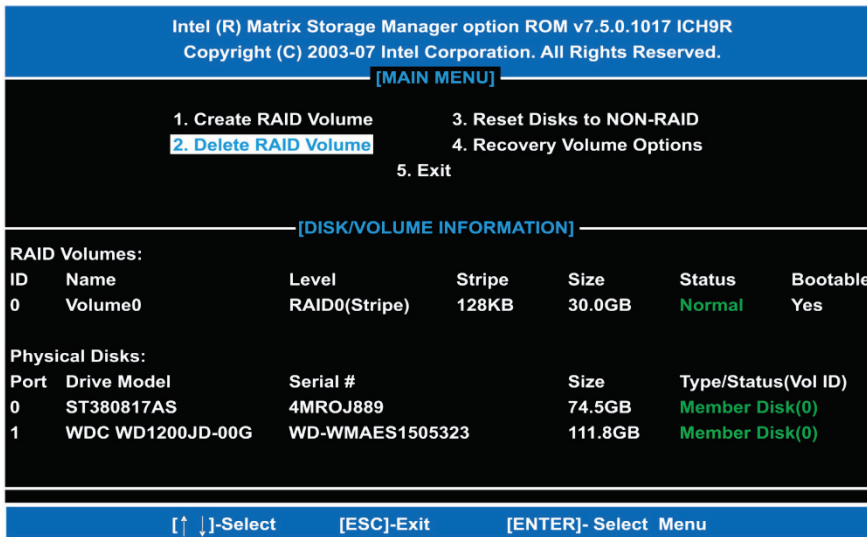 Intel (R) Matrix Storage Manager option ROM v7.5.0.1017 ICH9R
Copyright (C) 2003-07 Intel Corporation. All Rights Reserved.
[MAIN MENU]
1. Create RAID Volume 3. Reset Disks to NON-RAID
2. Delete RAID Volume 4. Recovery Volume Options
5. Exit
[DISK/VOLUME INFORMATION]
RAID Volumes:
ID Name Level Stripe Size Status Bootable
0 Volume0 RAID0(Stripe) 128KB 30.0GB Normal Yes
Physical Disks:
Port Drive Model Serial # Size Type/Status(Vol ID)
0 ST380817AS 4MROJ889 74.5GB Member Disk(0)
1 WDC WD1200JD-00G WD-WMAES1505323 111.8GB Member Disk(0)
[↑ ↓]-Select [ESC]-Exit [ENTER]- Select Menu